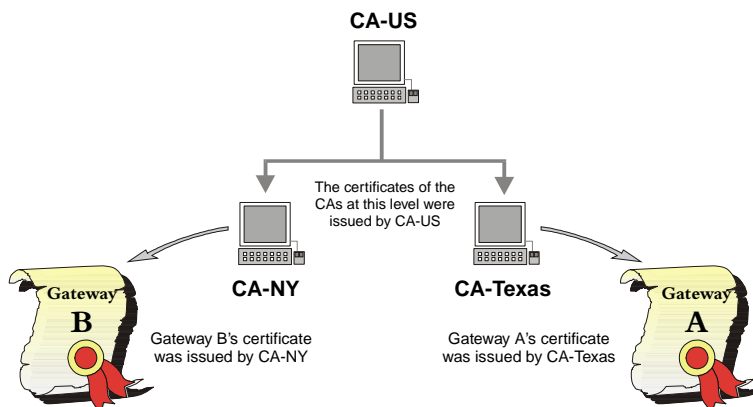 CA-US
The certificates of the
CAs at this level were
issued by CA-US
CA-NY
CA-Texas
Gateway
B
Gateway B's certificate
was issued by CA-NY
Gateway A's certificate
was issued by CA-Texas
Gateway
A